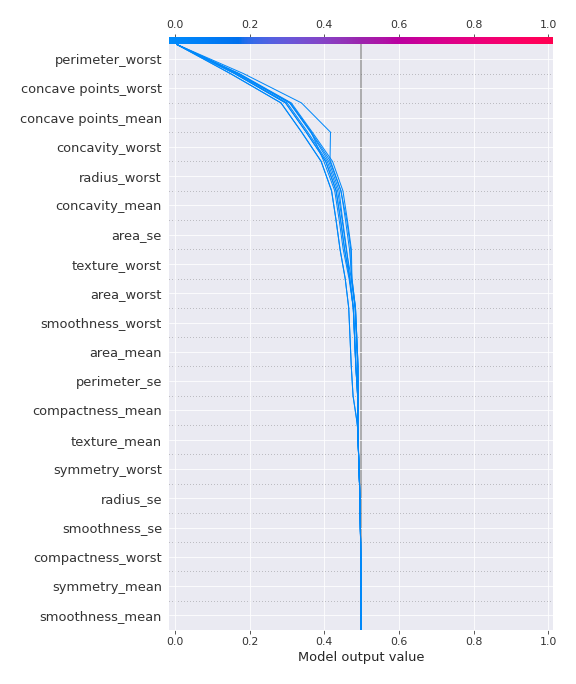 0.0 0.2 0.4 0.6 0.8 1.0
perimeter_worst
concave points_worst
concave points_mean
concavity_worst
radius_worst
concavity_mean
area_se
texture_worst
area_worst
smoothness_worst
area_mean
perimeter_se
compactness_mean
texture_mean
symmetry_worst
radius_se
smoothness_se
compactness_worst
symmetry_mean
smoothness_mean
0.0 0.2 0.4 0.6 0.8 1.0
Model output value